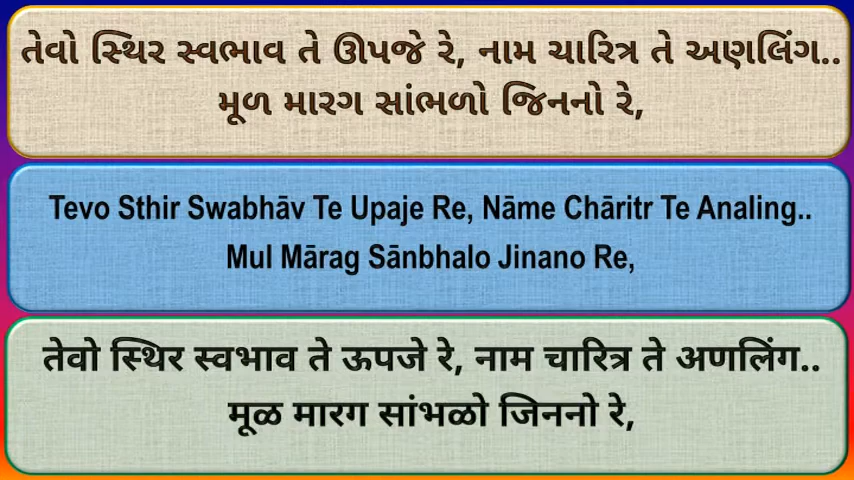 તેવો સ્થિર સ્વભાવ તે ઊપજે રે, નામ ચારિત્ર તે અણલિંગ..
મૂળ મારગ સાંભળો જિનનો રે,
Tevo Sthir Swabhāv Te Upaje Re, Nāme Chāritr Te Analing..
Mul Mārag Sānbhalo Jinano Re,
तेवो स्थिर स्वभाव ते ऊपजे रे, नाम चारित्र ते अणलिंग..
मूळ मारग सांभळो जिननो रे,